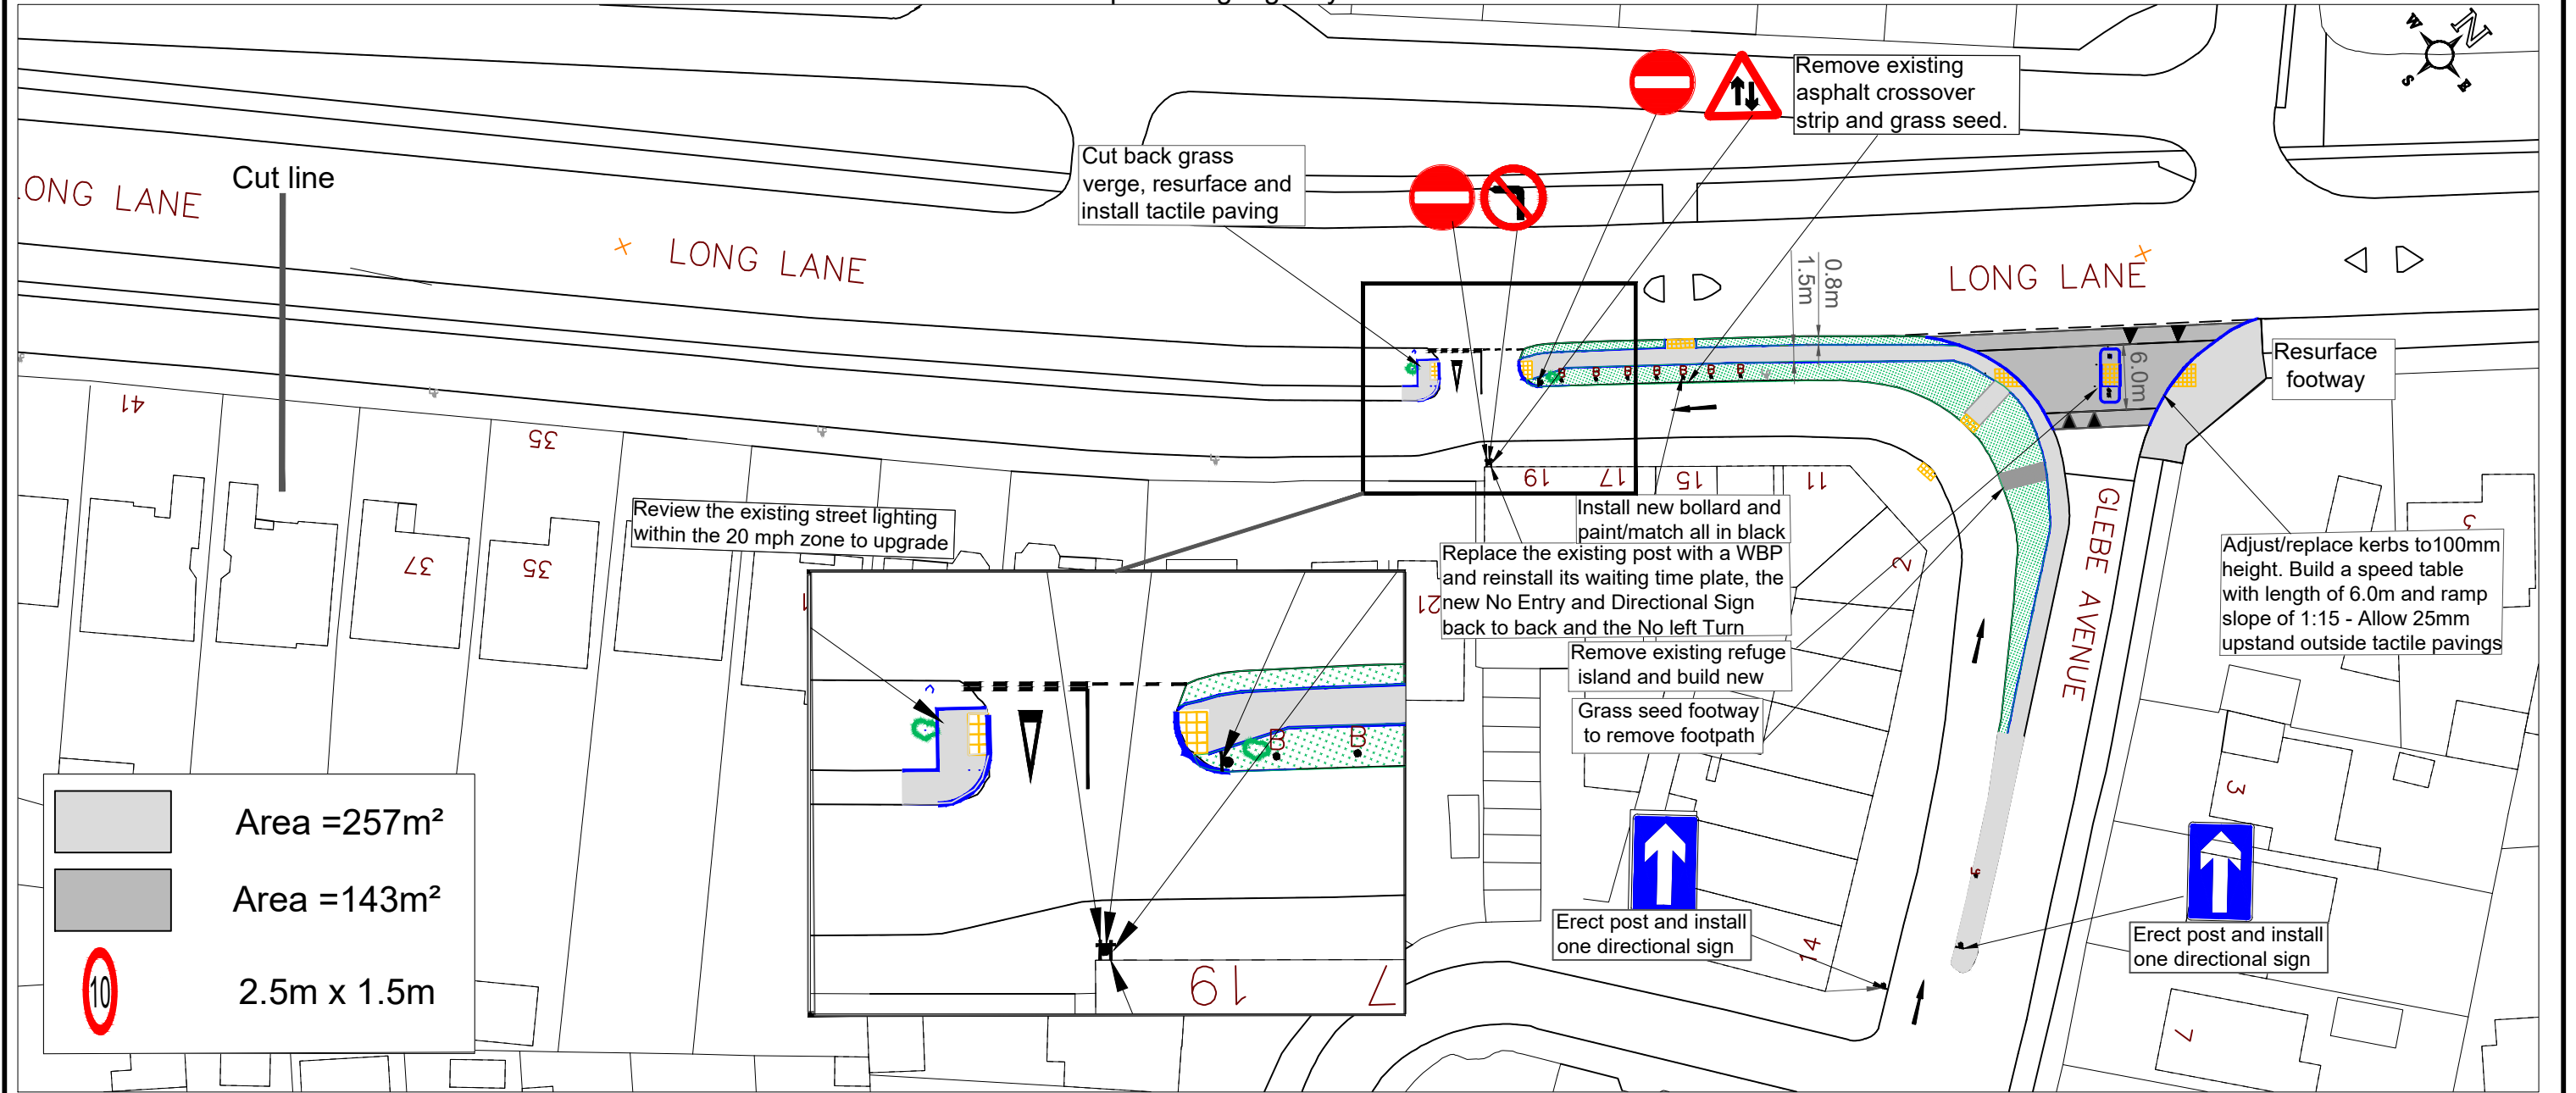 W
N
S
E
Remove existing
asphalt crossover
strip and grass seed.
Cut back grass
verge, resurface and
install tactile paving
Cut line
ONG LANE
LONG LANE
LONG LANE
0.8m
1.5m
6.0m
Resurface
footway
41
35
37
35
19
17
15
11
B B B B B B B
Review the existing street lighting
within the 20 mph zone to upgrade
Install new bollard and
paint/match all in black
Replace the existing post with a WBP
and reinstall its waiting time plate, the
new No Entry and Directional Sign
back to back and the No left Turn
21
2
GLEBE AVENUE
5
Adjust/replace kerbs to100mm
height. Build a speed table
with length of 6.0m and ramp
slope of 1:15 - Allow 25mm
upstand outside tactile pavings
Remove existing refuge
island and build new
Grass seed footway
to remove footpath
B B
19
7
3
14
7
Area =257m²
Area =143m²
10
2.5m x 1.5m
Erect post and install
one directional sign
Erect post and install
one directional sign